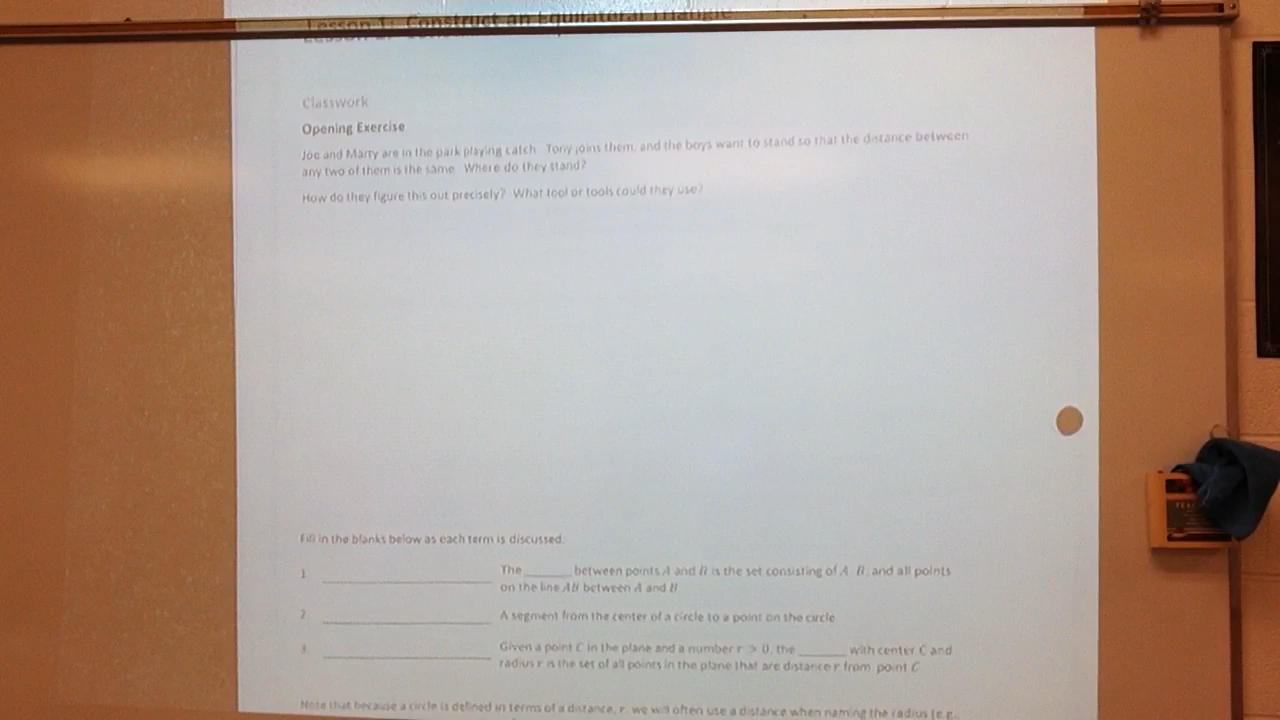 Lesson 1: Construct an Equilateral Triangle
Classwork
Opening Exercise
Joe and Marty are in the park playing catch. Tony joins them, and the boys want to stand so that the distance between
any two of them is the same. Where do they stand?
How do they figure this out precisely? What tool or tools could they use?
Fill in the blanks below as each term is discussed.
1. ____________ The ______ between points A and B is the set consisting of A, B, and all points
on the line AB between A and B.
2. ____________ A segment from the center of a circle to a point on the circle
3. ____________ Given a point C in the plane and a number r > 0, the ______ with center C and
radius r is the set of all points in the plane that are distance r from point C.
Note that because a circle is defined in terms of a distance, r, we will often use a distance when naming the radius (e.g.,